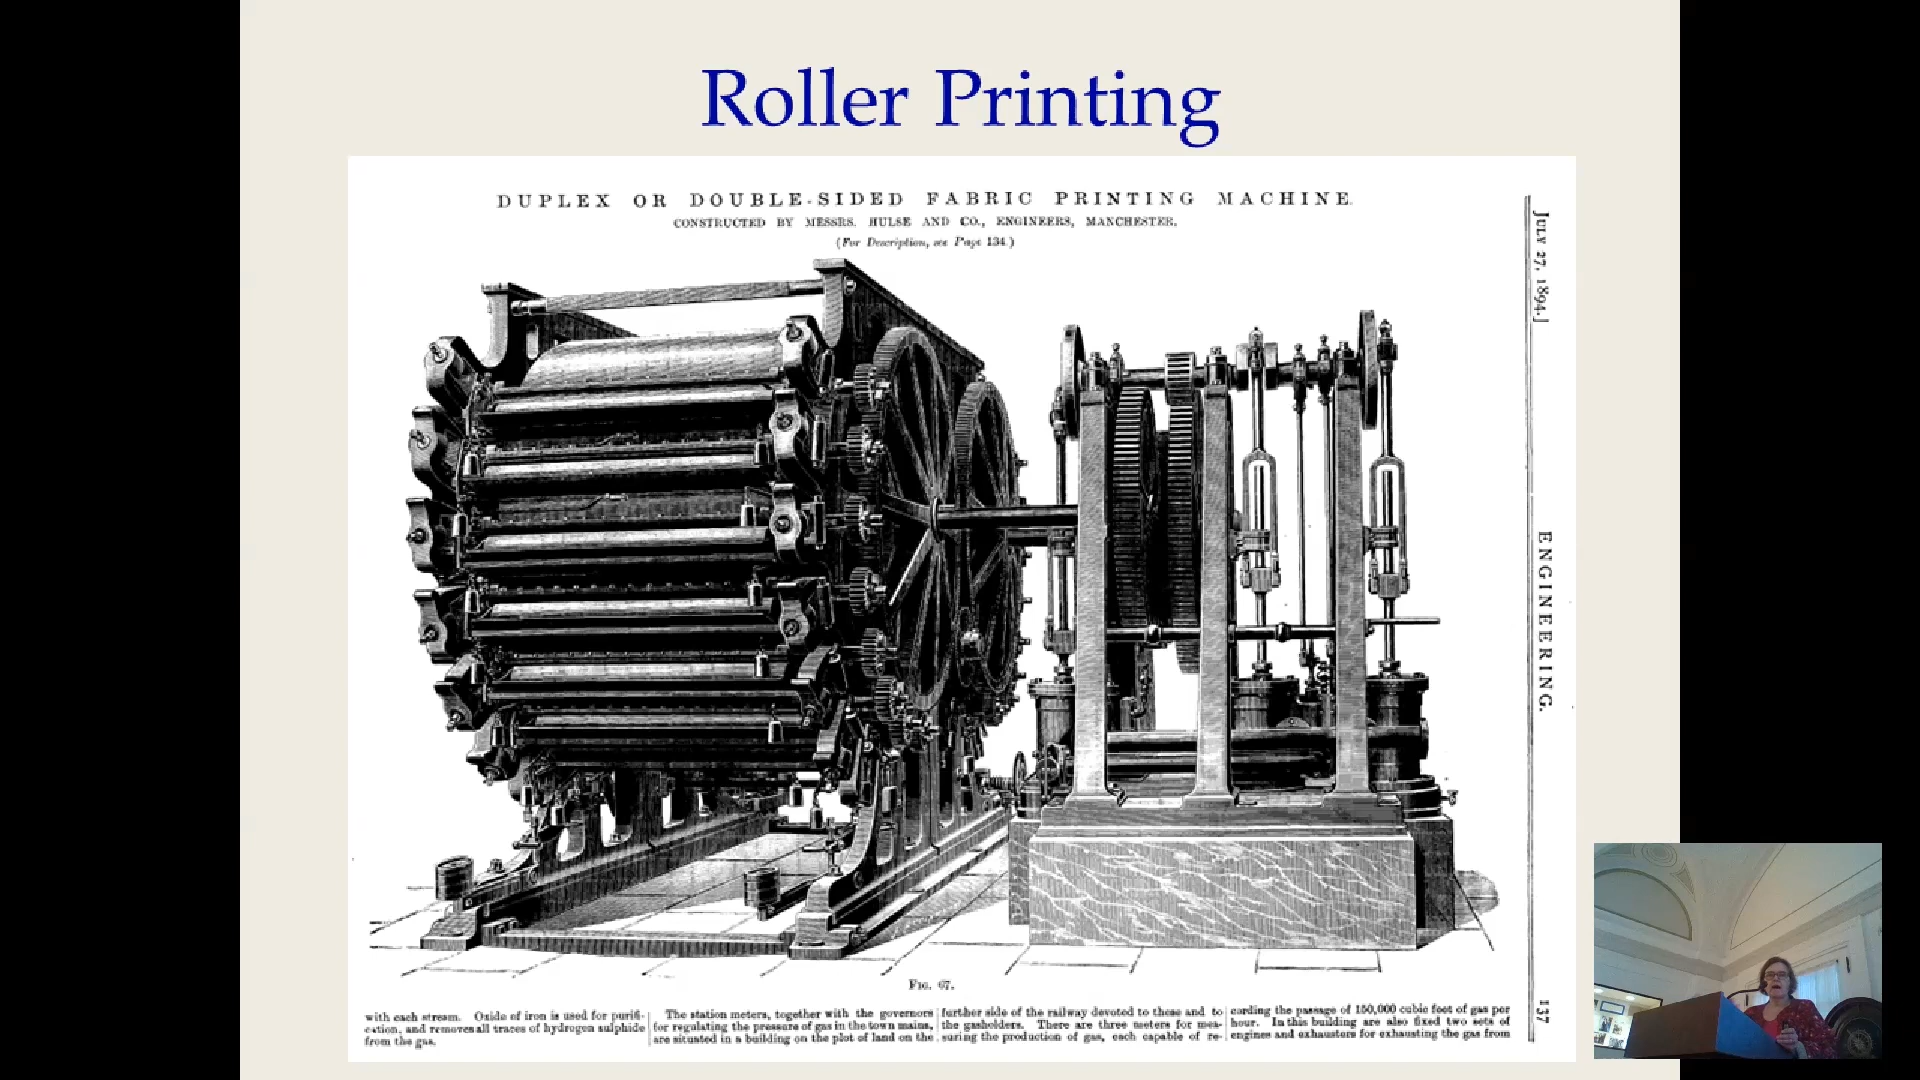 Roller Printing
DUPLEX OR DOUBLE-SIDED FABRIC PRINTING MACHINE.
CONSTRUCTED BY MESSRS. HULSE AND CO., ENGINEERS, MANCHESTER.
(For Description, see Page 134.)
JULY 27, 1894.]
ENGINEERING.
137
FIG. 67.
with each stream. Oxide of iron is used for purifi-
cation, and removes all traces of hydrogen sulphide
from the gas.
The station meters, together with the governors
for regulating the pressure of gas in the town mains,
are situated in a building on the plot of land on the
further side of the railway devoted to these and to
the gasholders. There are three meters for mea-
suring the production of gas, each capable of re-
cording the passage of 150,000 cubic feet of gas per
hour. In this building are also fixed two sets of
engines and exhausters for exhausting the gas from